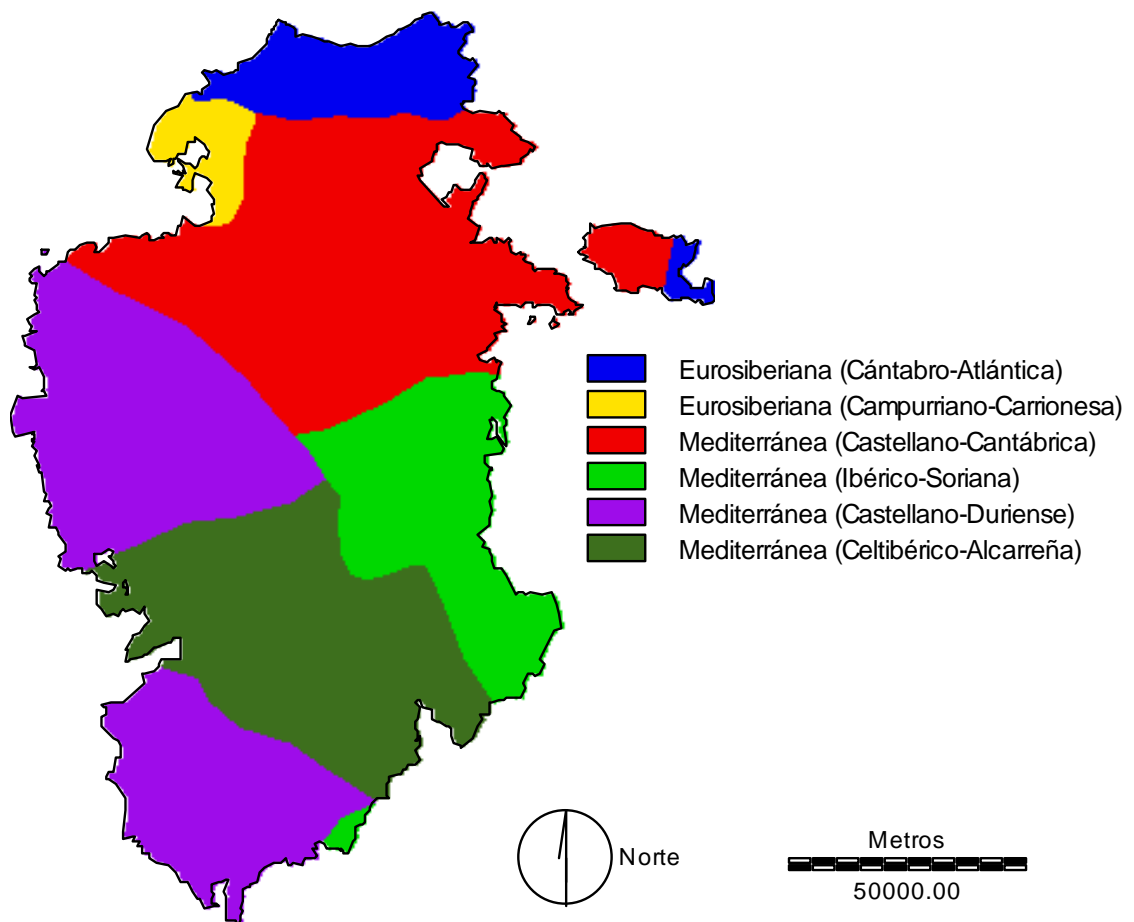 Eurosiberiana (Cántabro-Atlántica)
Eurosiberiana (Campurriano-Carrionesa)
Mediterránea (Castellano-Cantábrica)
Mediterránea (Ibérico-Soriana)
Mediterránea (Castellano-Duriense)
Mediterránea (Celtibérico-Alcarreña)
Norte
Metros
50000.00